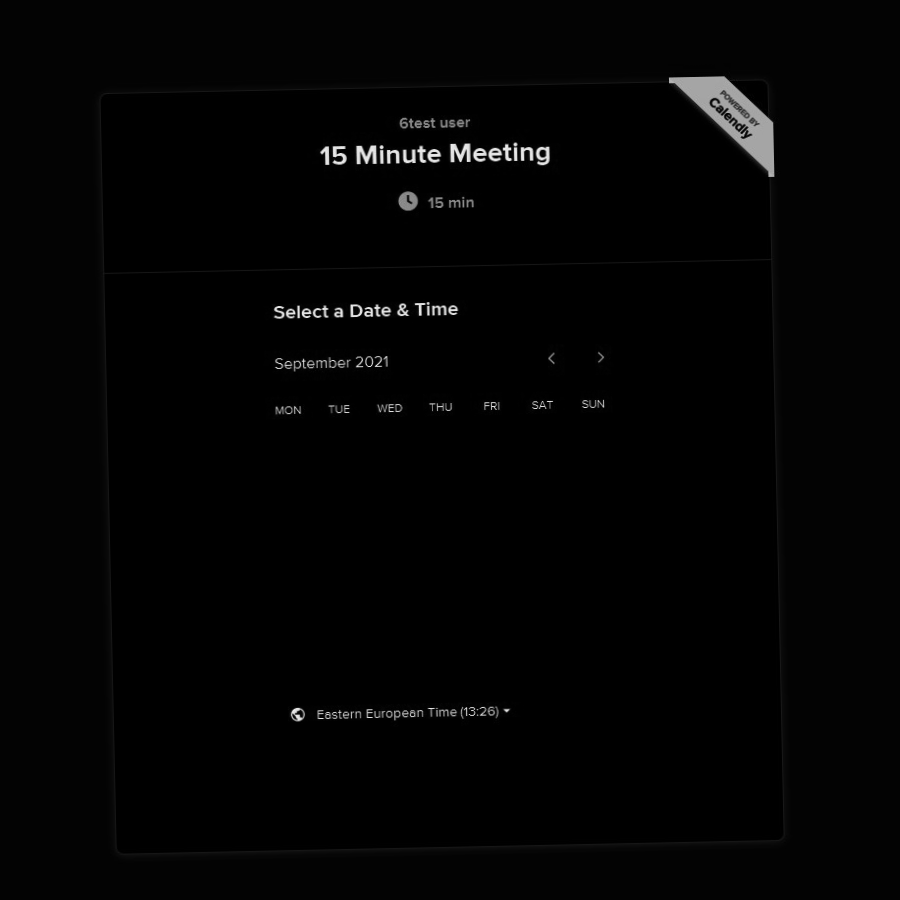 POWERED BY
Calendly
6test user
15 Minute Meeting
15 min
Select a Date & Time
September 2021
MON TUE WED THU FRI SAT SUN
Eastern European Time (13:26)